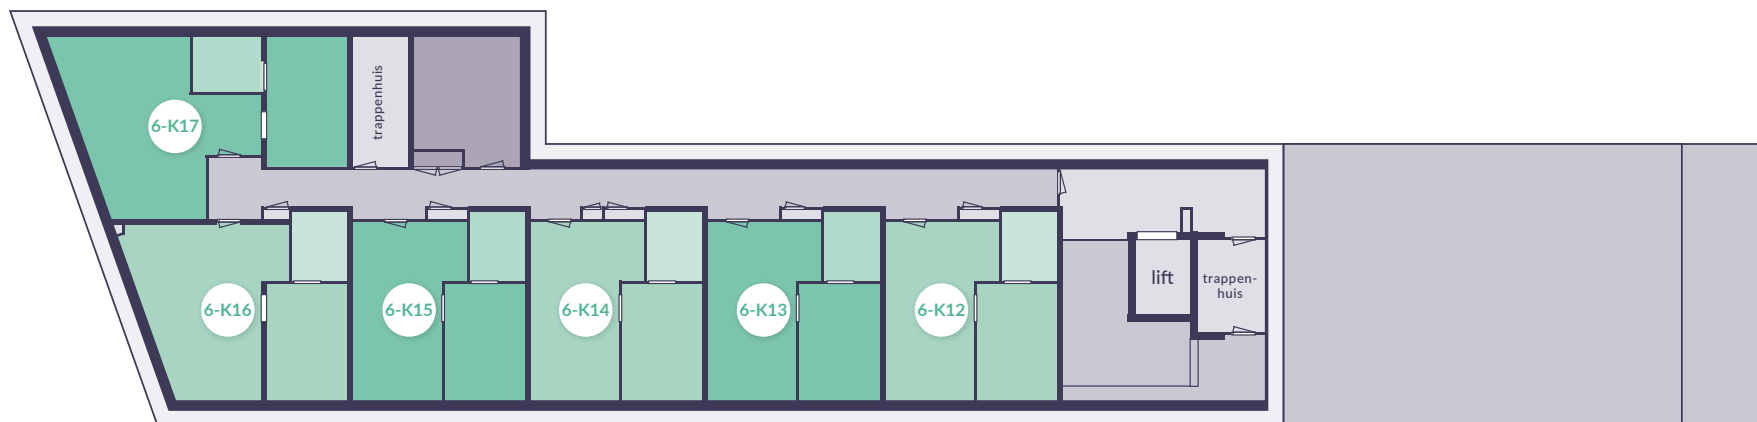 trappenhuis
6-K17
lift
trappen-
huis
6-K16
6-K15
6-K14
6-K13
6-K12